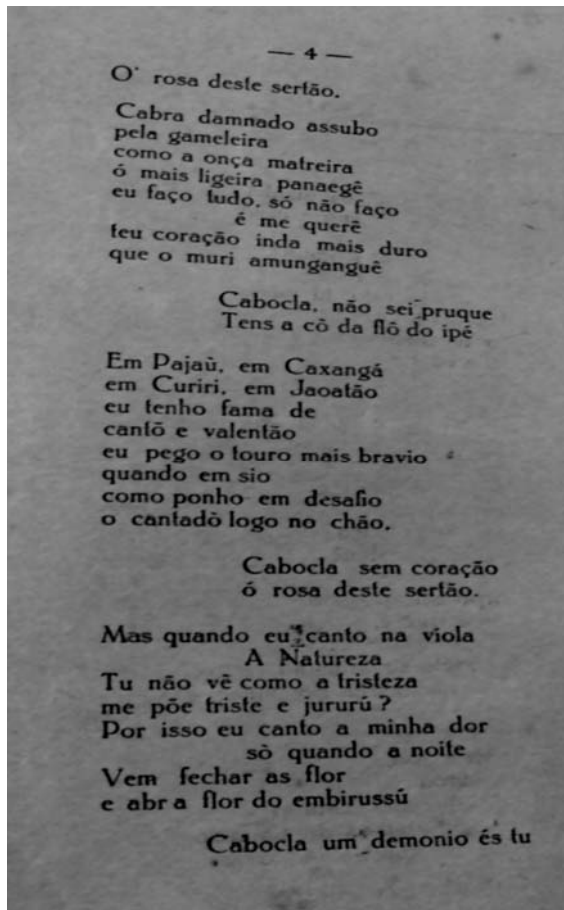 — 4 —
O' rosa deste sertão.
Cabra damnado assubo
pela gameleira
como a onça matreira
ó mais ligeira panaegê
eu faço tudo, só não faço
é me querê
teu coração inda mais duro
que o muri amunganguê
Cabocla, não sei pruque
Tens a cô da flô do ipê
Em Pajaù, em Caxangá
em Curiri, em Jaoatão
eu tenho fama de
cantô e valentão
eu pego o touro mais bravio
quando em sio
como ponho em desafio
o cantadò logo no chão.
Cabocla sem coração
ó rosa deste sertão.
Mas quando eu canto na viola
A Natureza
Tu não vê como a tristeza
me põe triste e jururú?
Por isso eu canto a minha dor
sò quando a noite
Vem fechar as flor
e abr a flor do embirussú
Cabocla um demonio és tu